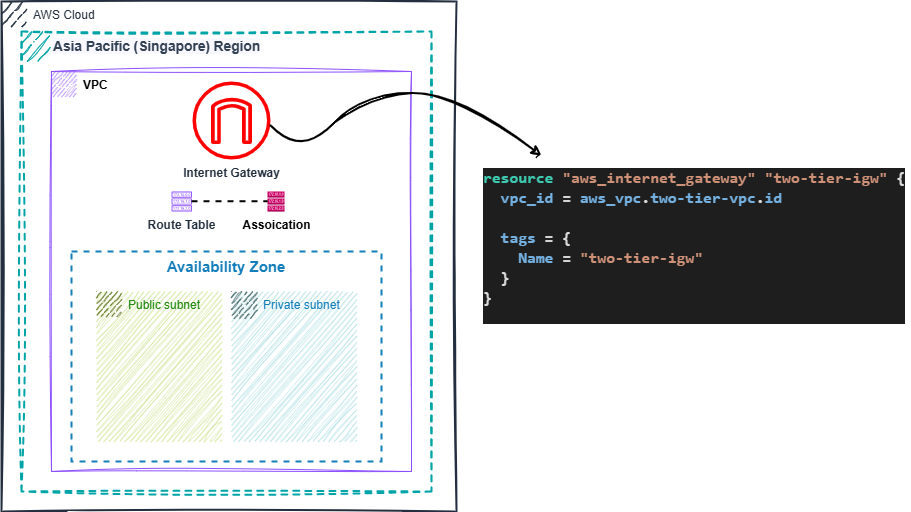 AWS Cloud
Asia Pacific (Singapore) Region
VPC
Internet Gateway
Route Table
Assoication
Availability Zone
Public subnet
Private subnet
resource "aws_internet_gateway" "two-tier-igw" {
  vpc_id = aws_vpc.two-tier-vpc.id

  tags = {
    Name = "two-tier-igw"
  }
}